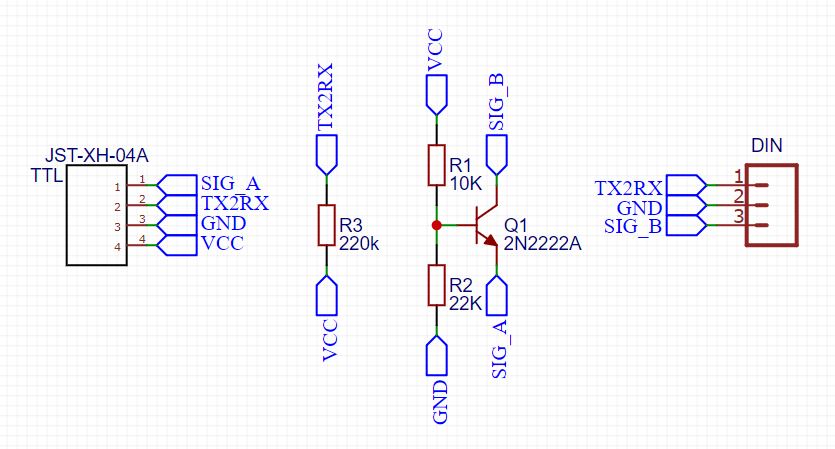 JST-XH-04A
TTL
1
2
3
4
1
2
3
4
SIG_A
TX2RX
GND
VCC
TX2RX
R3
220k
VCC
VCC
R1
10K
R2
22K
GND
SIG_B
Q1
2N2222A
SIG_A
DIN
TX2RX
GND
SIG_B
1
2
3